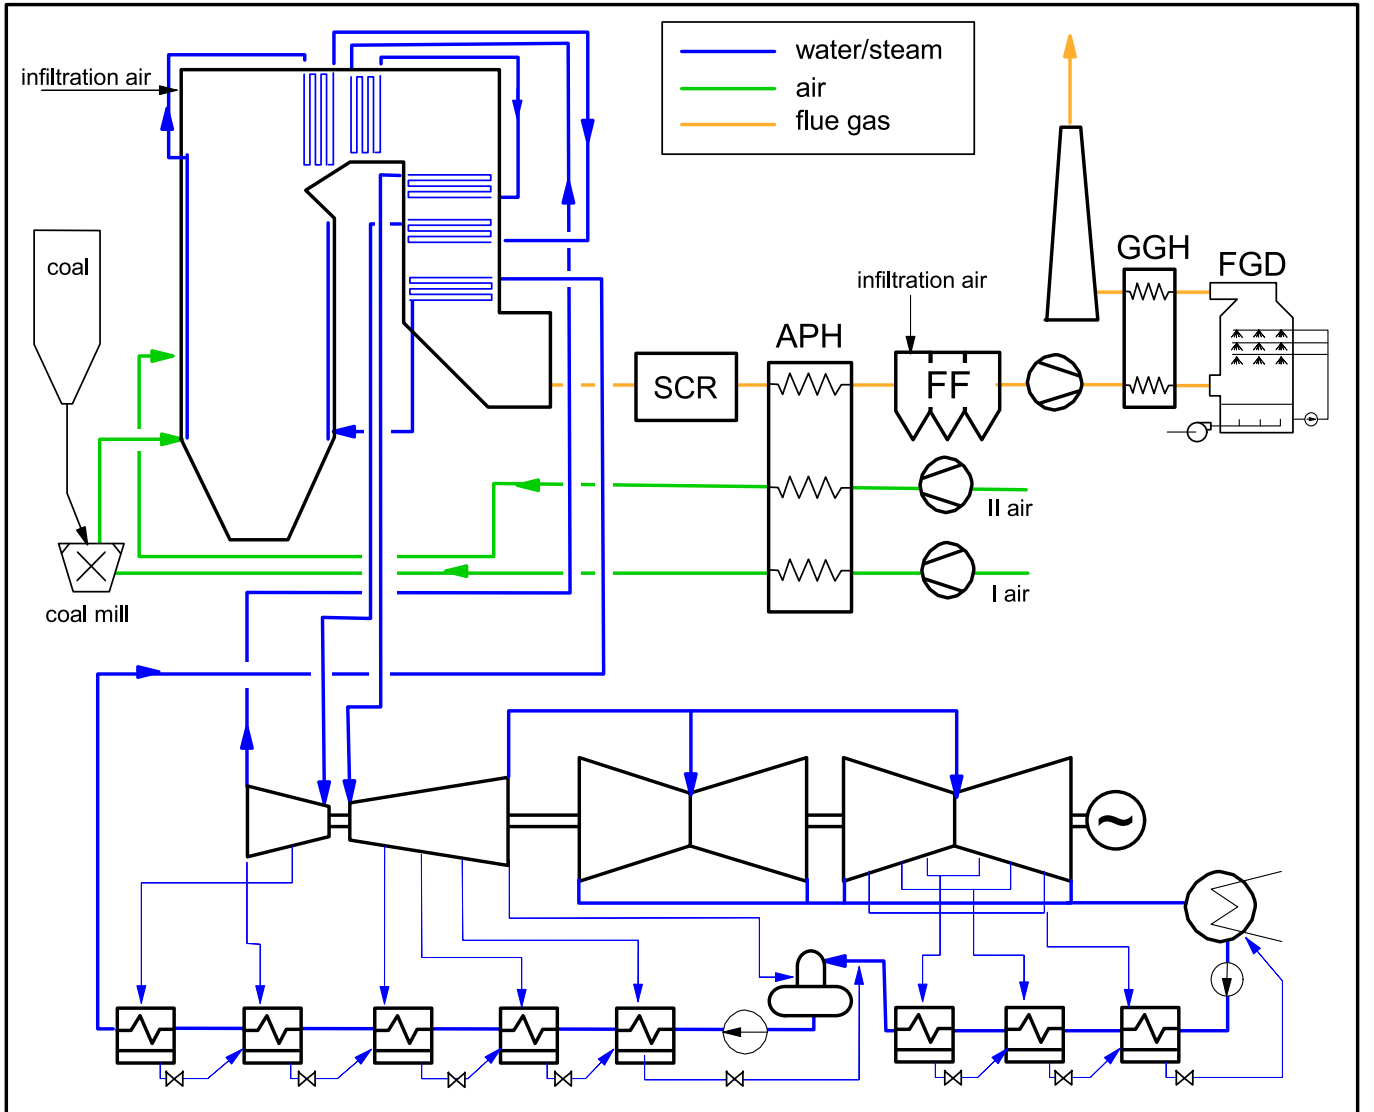 water/steam
air
flue gas
infiltration air
coal
GGH
FGD
infiltration air
APH
SCR
FF
II air
I air
coal mill
~